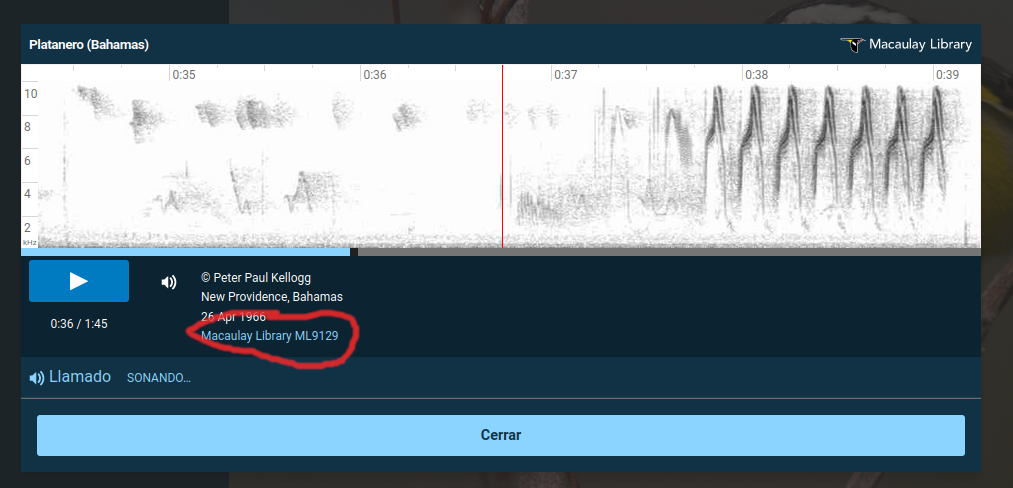 Platanero (Bahamas)
Macaulay Library
0:35 0:36 0:37 0:38 0:39
10
8
6
4
2
kHz
© Peter Paul Kellogg
New Providence, Bahamas
26 Apr 1966
Macaulay Library ML9129
0:36 / 1:45
Llamado SONANDO...
Cerrar